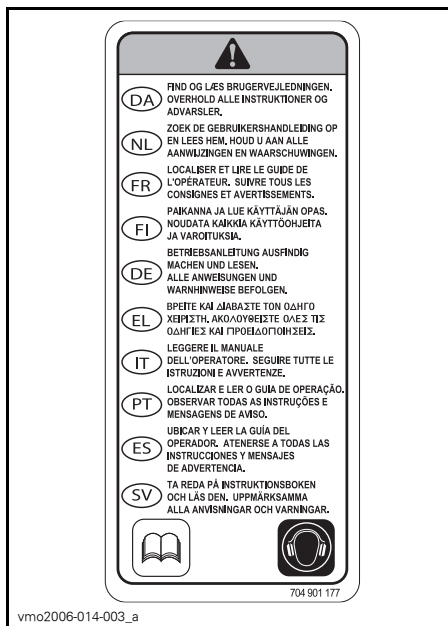 DA
FIND OG LÆS BRUGERVEJLEDNINGEN.
OVERHOLD ALLE INSTRUKTIONER OG
ADVARSLER.
NL
ZOEK DE GEBRUIKERSHANDLEIDING OP
EN LEES HEM. HOUD U AAN ALLE
AANWIJZINGEN EN WAARSCHUWINGEN.
FR
LOCALISER ET LIRE LE GUIDE DE
L'OPÉRATEUR. SUIVRE TOUS LES
CONSIGNES ET AVERTISSEMENTS.
FI
PAIKANNA JA LUE KÄYTTÄJÄN OPAS.
NOUDATA KAIKKIA KÄYTTÖOHJEITA
JA VAROITUKSIA.
DE
BETRIEBSANLEITUNG AUSFINDIG
MACHEN UND LESEN.
ALLE ANWEISUNGEN UND
WARNHINWEISE BEFOLGEN.
EL
ΒΡΕΙΤΕ ΚΑΙ ΔΙΑΒΑΣΤΕ ΤΟΝ ΟΔΗΓΟ
ΧΕΙΡΙΣΤΗ. ΑΚΟΛΟΥΘΕΙΣΤΕ ΟΛΕΣ ΤΙΣ
ΟΔΗΓΙΕΣ ΚΑΙ ΠΡΟΕΙΔΟΠΟΙΗΣΕΙΣ.
IT
LEGGERE IL MANUALE
DELL'OPERATORE. SEGUIRE TUTTE LE
ISTRUZIONI E AVVERTENZE.
PT
LOCALIZAR E LER O GUIA DE OPERAÇÃO.
OBSERVAR TODAS AS INSTRUÇÕES E
MENSAGENS DE AVISO.
ES
UBICAR Y LEER LA GUÍA DEL
OPERADOR. ATENERSE A TODAS LAS
INSTRUCCIONES Y MENSAJES
DE ADVERTENCIA.
SV
TA REDA PÅ INSTRUKTIONSBOKEN
OCH LÄS DEN. UPPMÄRKSAMMA
ALLA ANVISNINGAR OCH VARNINGAR.
704 901 177
vmo2006-014-003_a